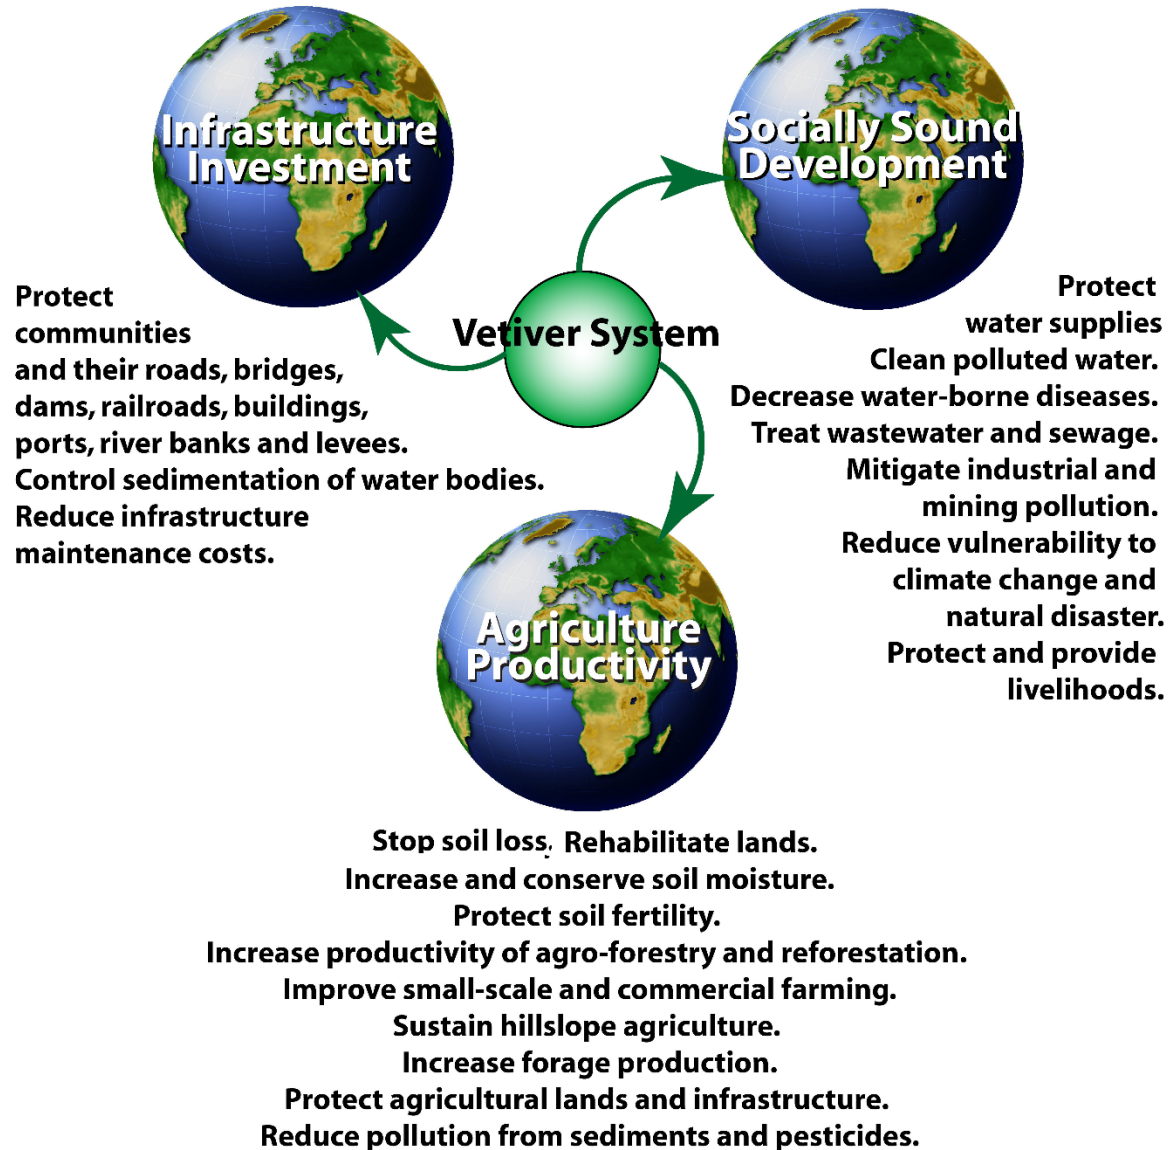 Infrastructure
Investment
Protect
communities
and their roads, bridges,
dams, railroads, buildings,
ports, river banks and levees.
Control sedimentation of water bodies.
Reduce infrastructure
maintenance costs.
Vetiver System
Socially Sound
Development
Protect
water supplies
Clean polluted water.
Decrease water-borne diseases.
Treat wastewater and sewage.
Mitigate industrial and
mining pollution.
Reduce vulnerability to
climate change and
natural disaster.
Protect and provide
livelihoods.
Agriculture
Productivity
Stop soil loss, Rehabilitate lands.
Increase and conserve soil moisture.
Protect soil fertility.
Increase productivity of agro-forestry and reforestation.
Improve small-scale and commercial farming.
Sustain hillslope agriculture.
Increase forage production.
Protect agricultural lands and infrastructure.
Reduce pollution from sediments and pesticides.